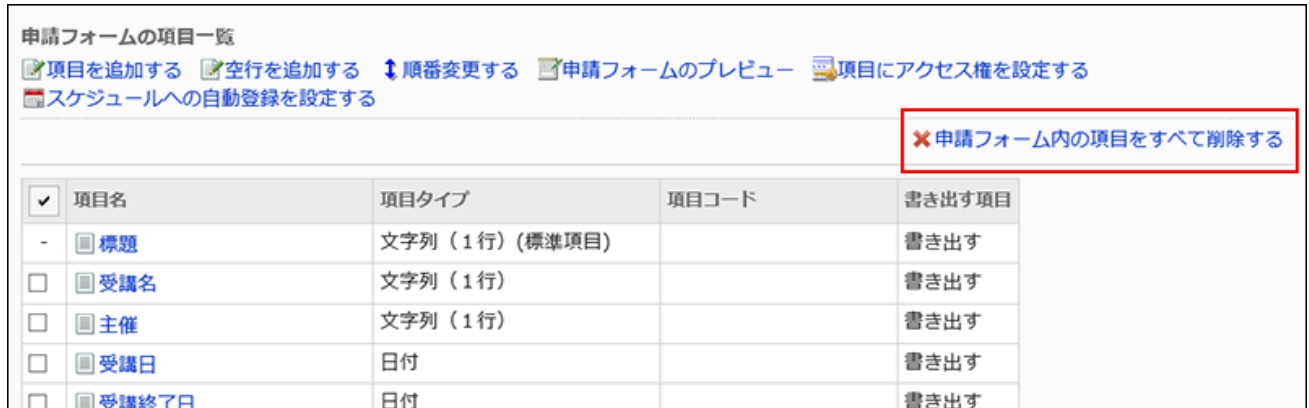 申請フォームの項目一覧
項目を追加する 空行を追加する 順番変更する 申請フォームのプレビュー 項目にアクセス権を設定する
スケジュールへの自動登録を設定する
申請フォーム内の項目をすべて削除する
項目名 項目タイプ 項目コード 書き出す項目
- 標題 文字列（1行）(標準項目) 書き出す
受講名 文字列（1行） 書き出す
主催 文字列（1行） 書き出す
受講日 日付 書き出す
受講終了日 日付 書き出す